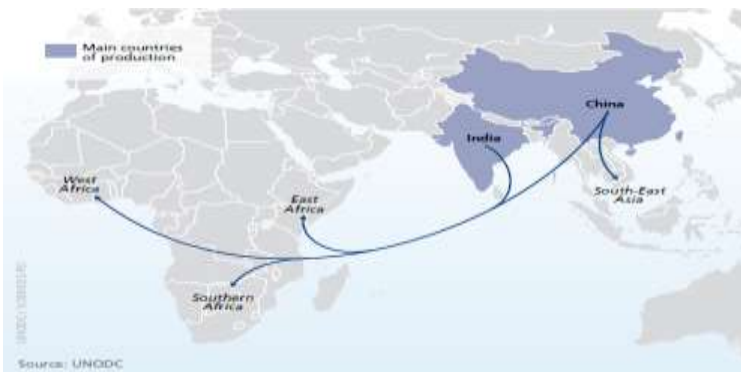 Main countries
of production
China
India
West
Africa
East
Africa
South-East
Asia
Southern
Africa
Source: UNODC